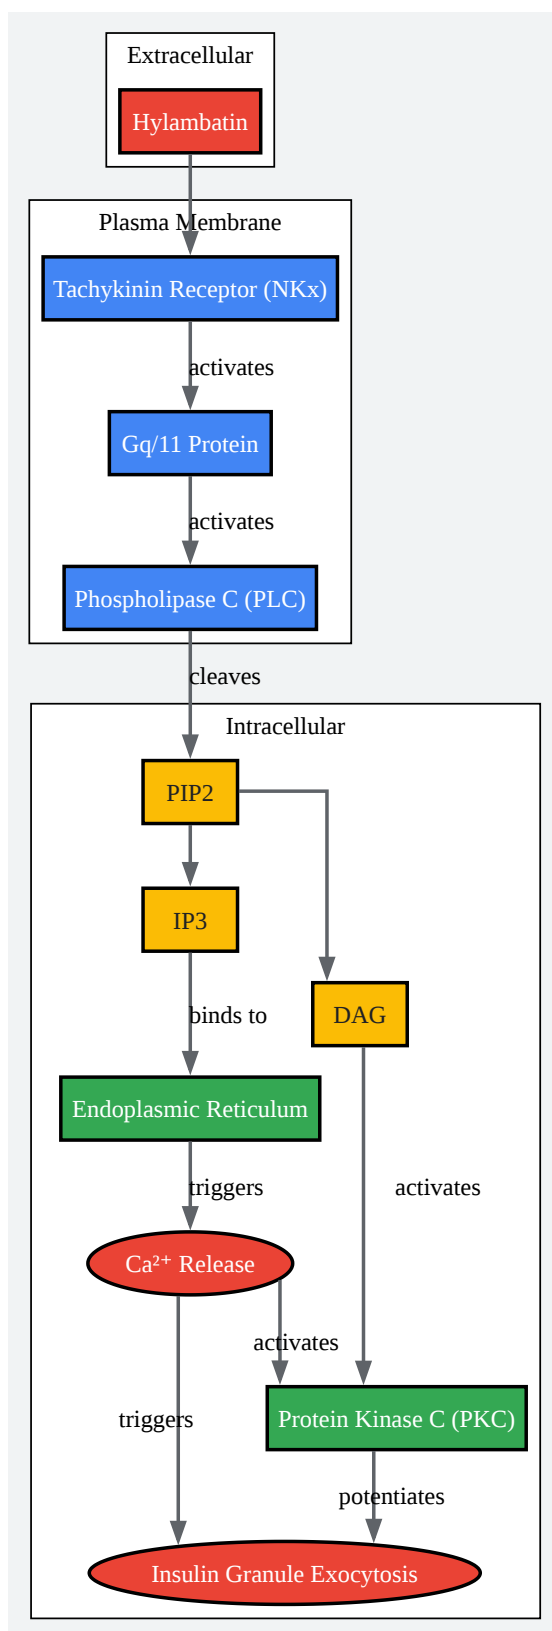 Extracellular
Hylambatin
Plasma Membrane
Tachykinin Receptor (NKx)
activates
Gq/11 Protein
activates
Phospholipase C (PLC)
cleaves
Intracellular
PIP2
IP3
DAG
binds to
Endoplasmic Reticulum
triggers
activates
Ca²⁺ Release
activates
triggers
Protein Kinase C (PKC)
potentiates
Insulin Granule Exocytosis